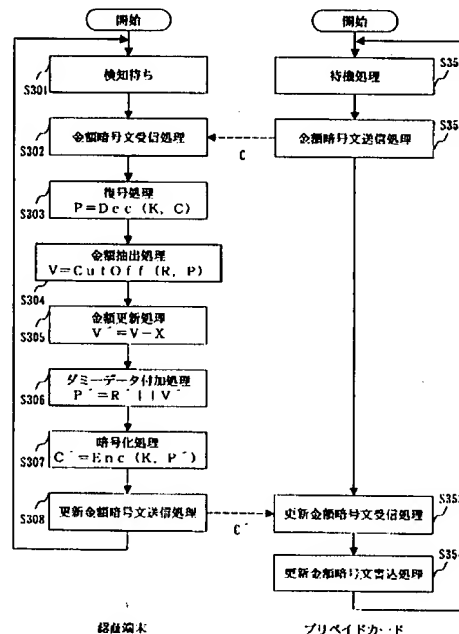 開始
検知待ち
S301
金額暗号文受信処理
S302
復号処理
P=Dec (K, C)
S303
金額抽出処理
V=CutOff (R, P)
S304
金額更新処理
V´=V−X
S305
ダミーデータ付加処理
P´=R´||V´
S306
暗号化処理
C´=Enc (K, P´)
S307
更新金額暗号文送信処理
S308
端末
開始
待機処理
S35
金額暗号文送信処理
S35
C
C´
更新金額暗号文受信処理
S35
更新金額暗号文書込処理
S35
プリペイドカード